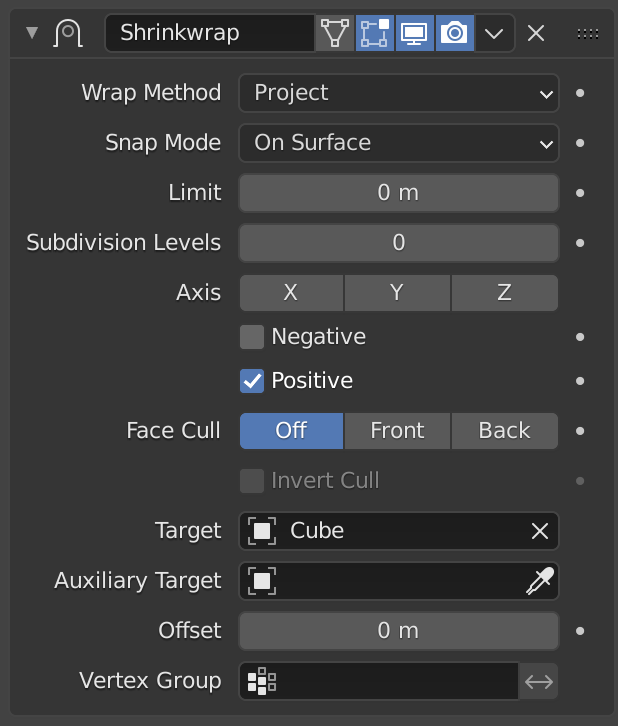 Shrinkwrap
Wrap Method Project
Snap Mode On Surface
Limit 0 m
Subdivision Levels 0
Axis X Y Z
Negative
Positive
Face Cull Off Front Back
Invert Cull
Target Cube
Auxiliary Target
Offset 0 m
Vertex Group